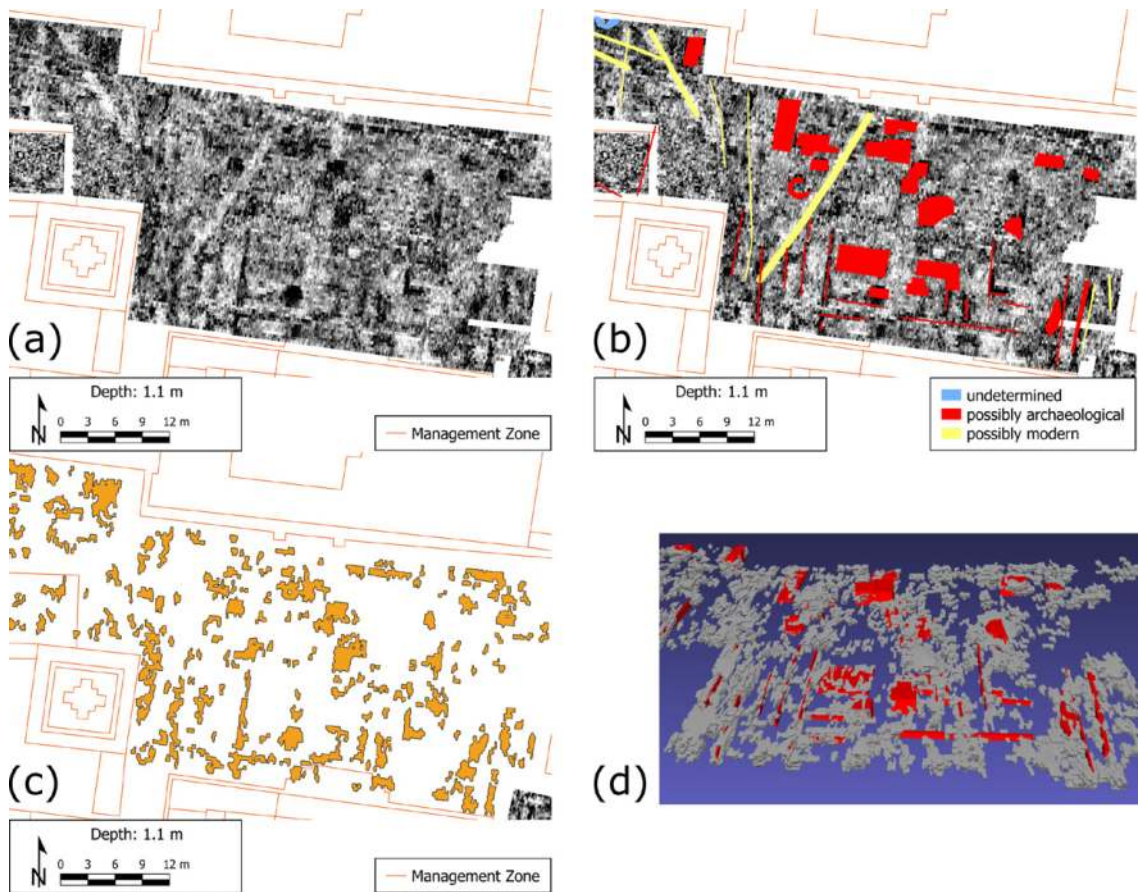 (a)
Depth: 1.1 m
N
0 3 6 9 12 m
Management Zone
(b)
Depth: 1.1 m
N
0 3 6 9 12 m
undetermined
possibly archaeological
possibly modern
(c)
Depth: 1.1 m
N
0 3 6 9 12 m
Management Zone
(d)